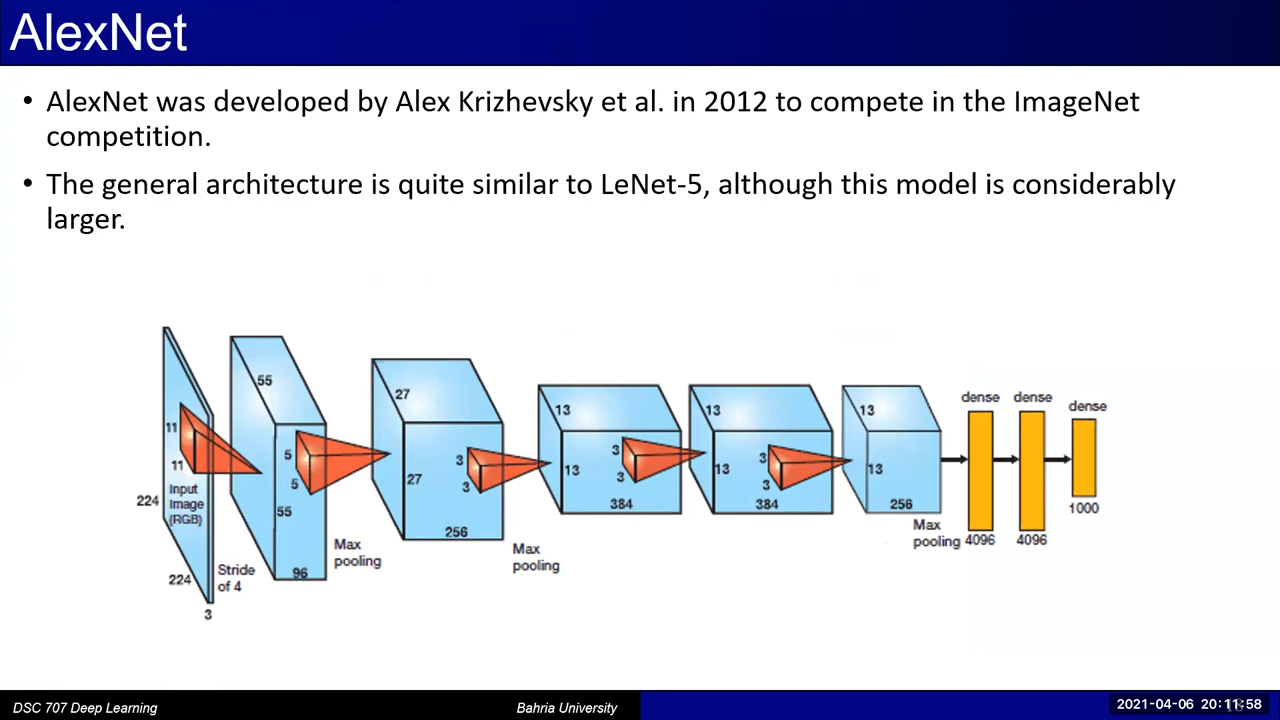 AlexNet
• AlexNet was developed by Alex Krizhevsky et al. in 2012 to compete in the ImageNet
competition.
• The general architecture is quite similar to LeNet-5, although this model is considerably
larger.
11
11
224
Input
Image
(RGB)
224
3
Stride
of 4
55
5
5
55
96
Max
pooling
27
3
3
27
256
Max
pooling
13
3
3
13
384
13
3
3
13
384
13
13
256
Max
pooling
dense
4096
dense
4096
dense
1000
DSC 707 Deep Learning
Bahria University
2021-04-06 20:11:58